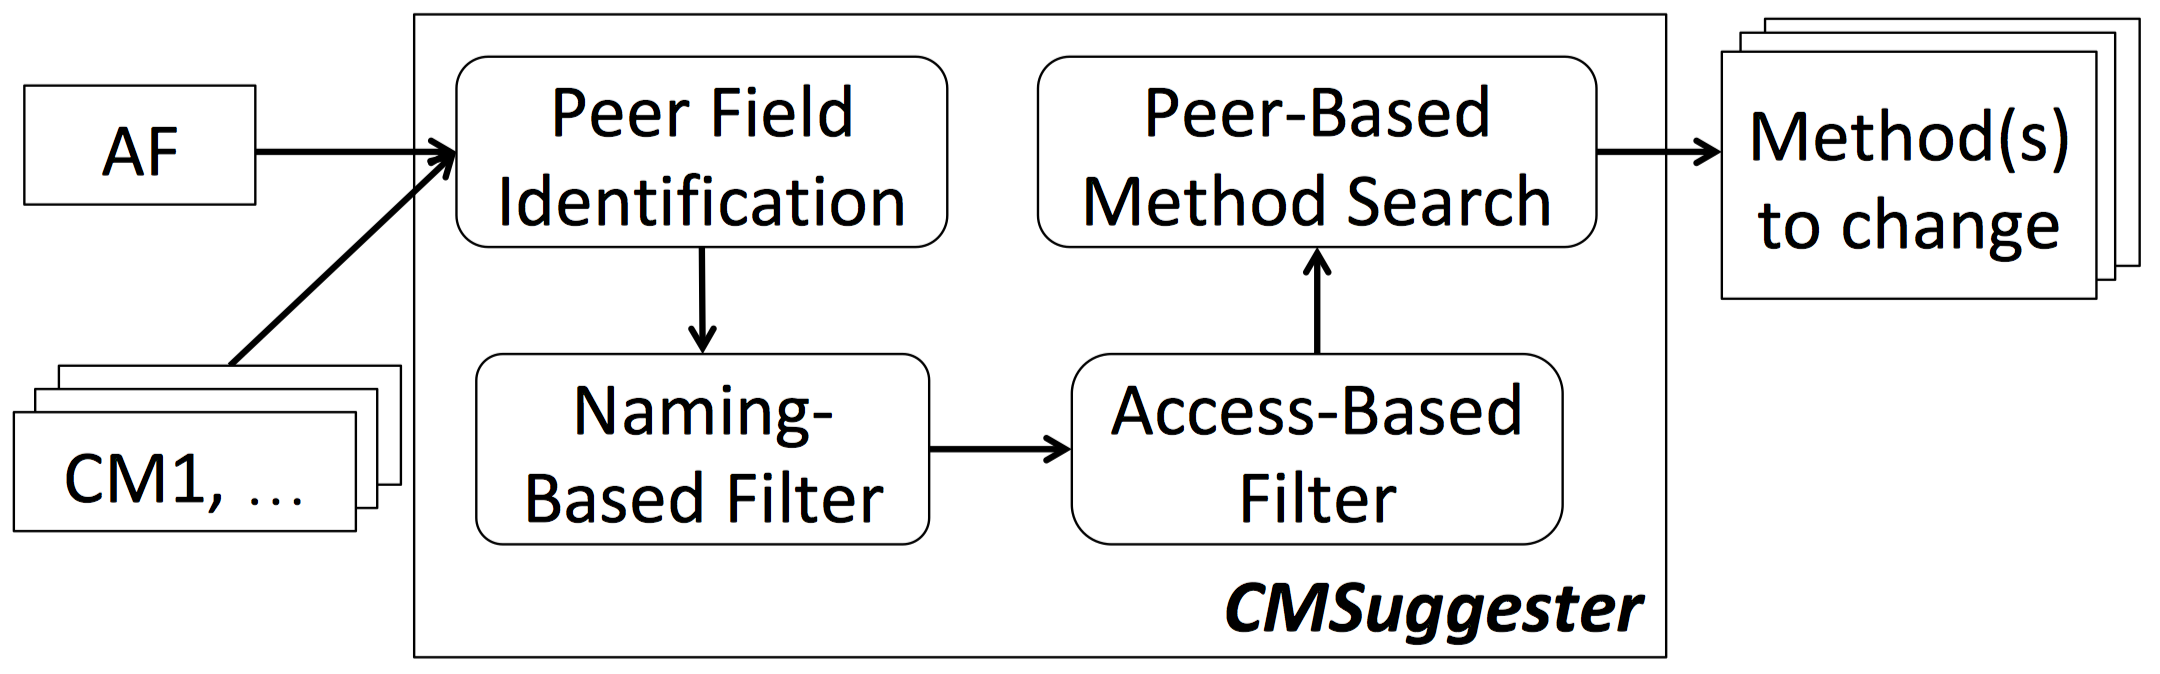 AF
CM1, ...
Peer Field
Identification
Naming-
Based Filter
Access-Based
Filter
Peer-Based
Method Search
CMSuggester
Method(s)
to change